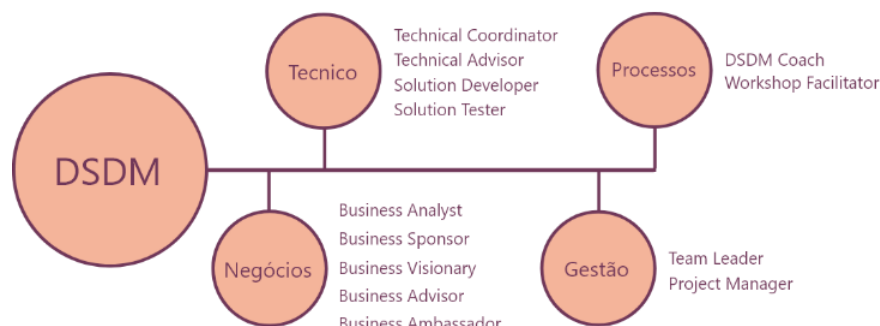 DSDM
Tecnico
Technical Coordinator
Technical Advisor
Solution Developer
Solution Tester
Processos
DSDM Coach
Workshop Facilitator
Negócios
Business Analyst
Business Sponsor
Business Visionary
Business Advisor
Business Ambassador
Gestão
Team Leader
Project Manager